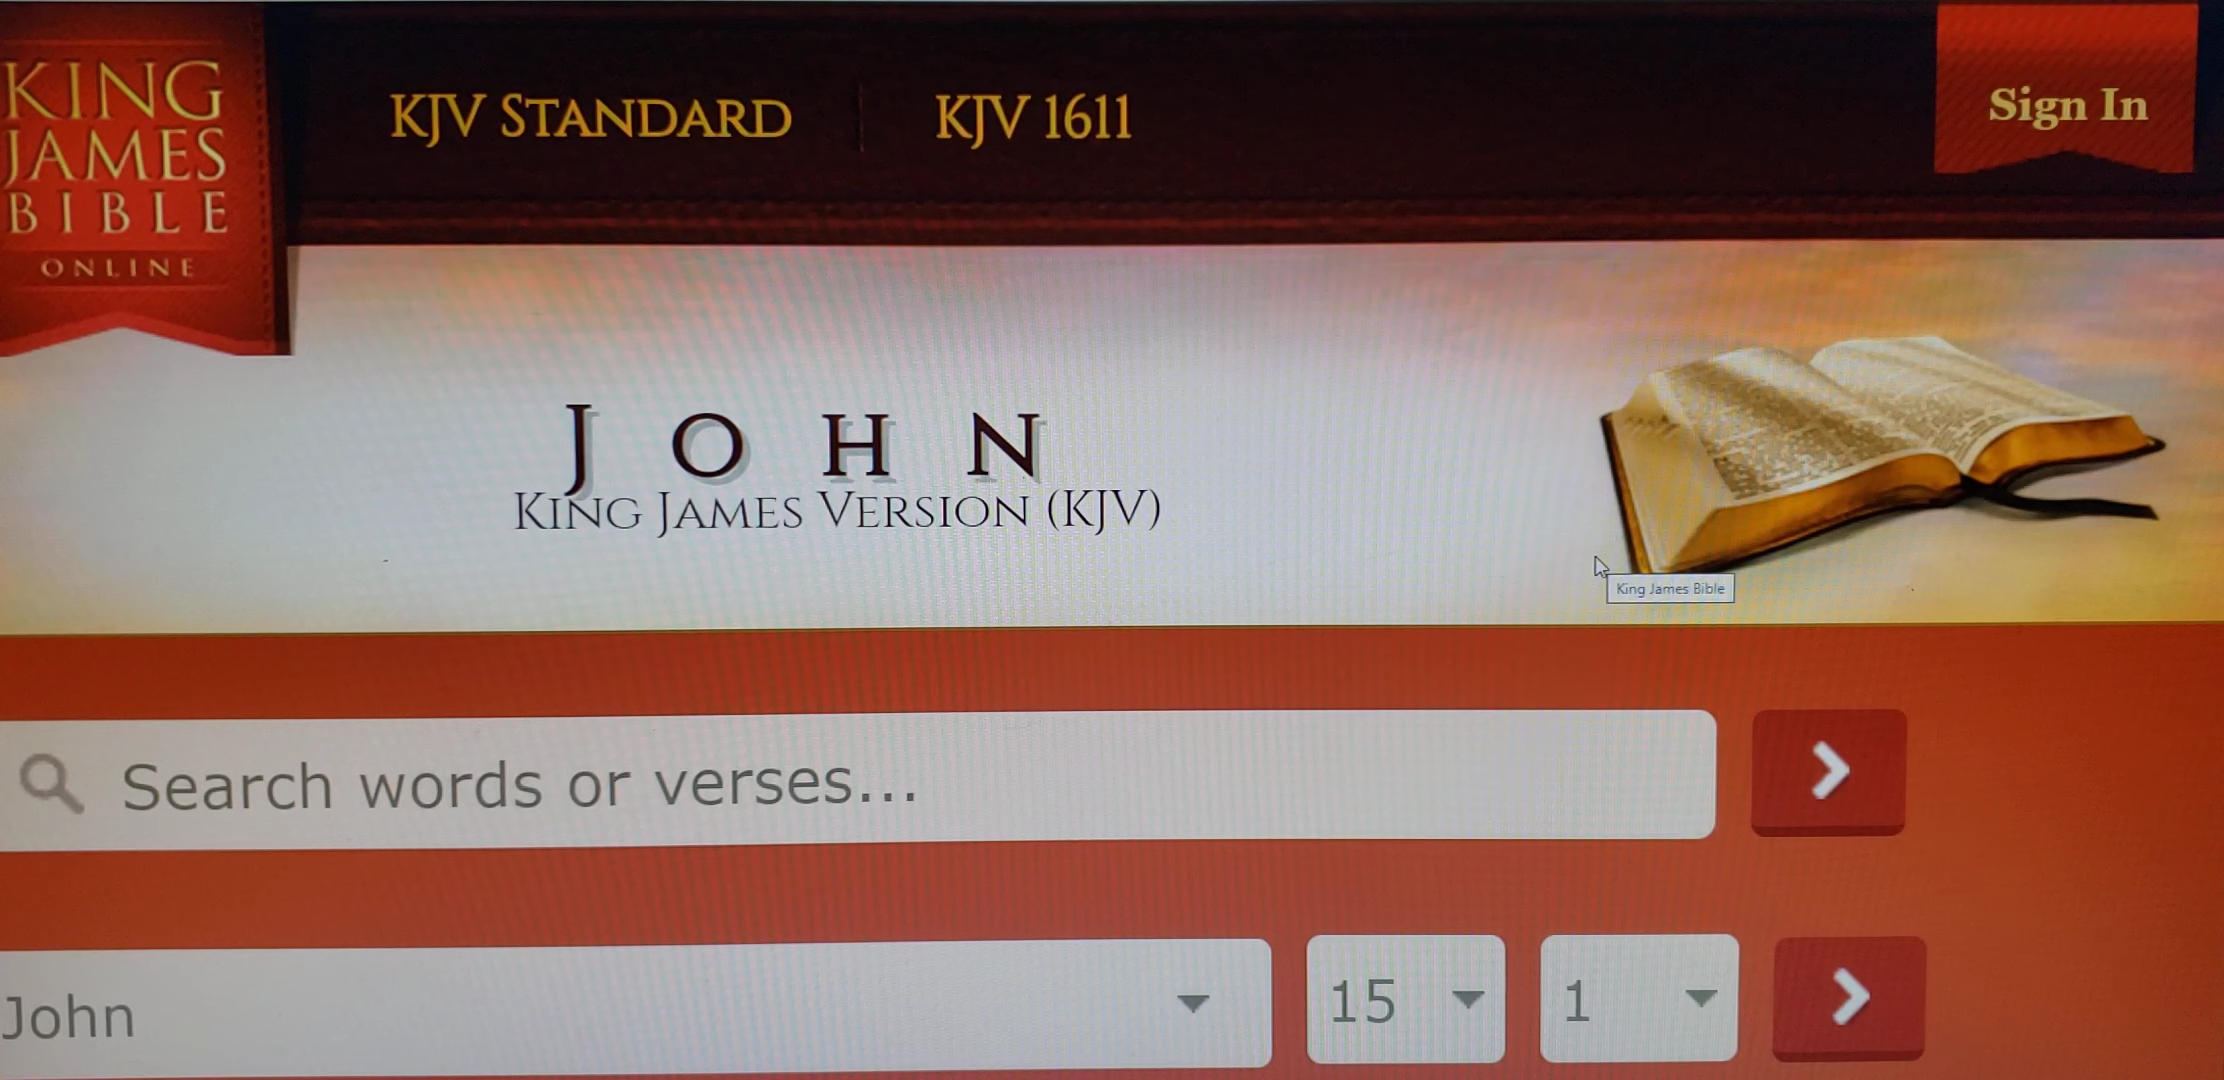 KING
JAMES
BIBLE
ONLINE
KJV STANDARD
KJV 1611
Sign In
JOHN
KING JAMES VERSION (KJV)
King James Bible
Search words or verses...
John
15
1